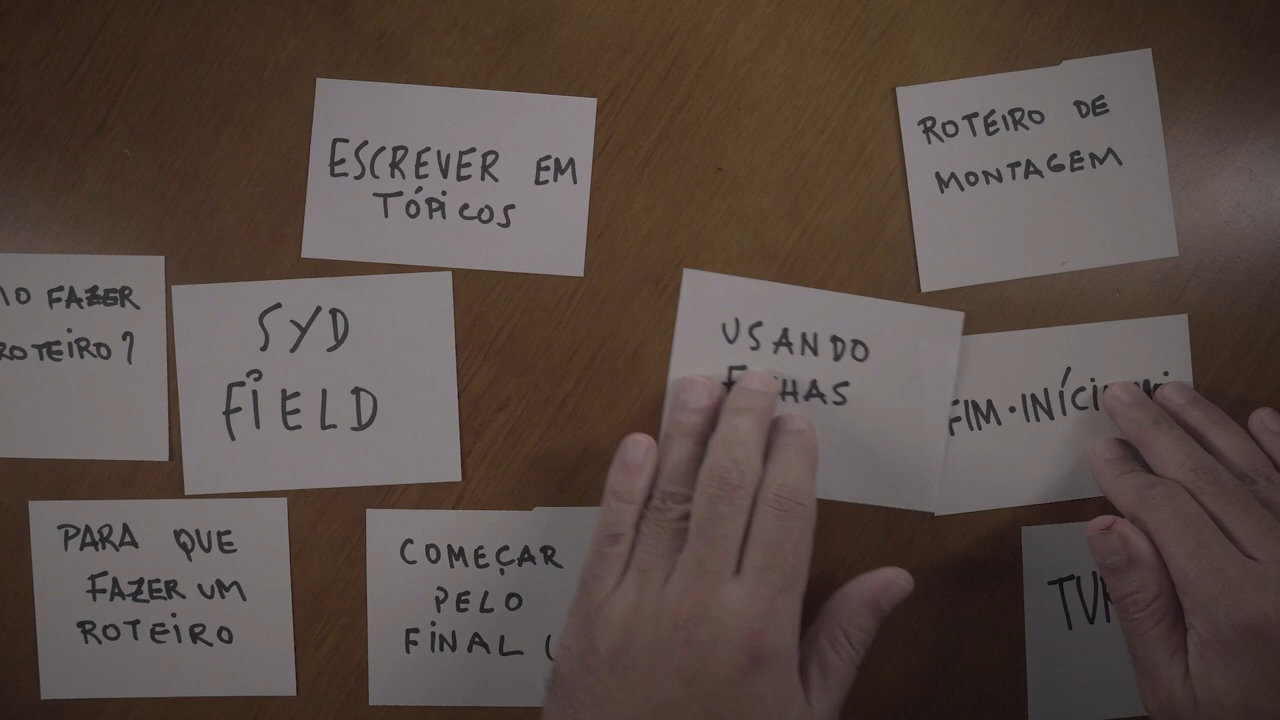 ESCREVER EM
TÓPICOS
ROTEIRO DE
MONTAGEM
FAZER
ROTEIRO?
SYD
FIELD
USANDO
FIM.
PARA QUE
FAZER UM
ROTEIRO
COMEÇAR
PELO
FINAL (